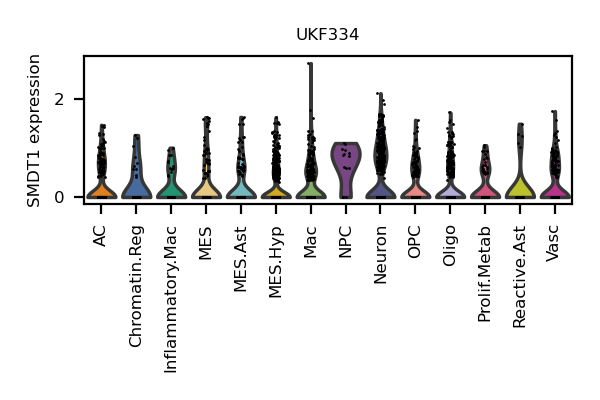 UKF334
SMDT1 expression
2
0
AC
Chromatin.Reg
Inflammatory.Mac
MES
MES.Ast
MES.Hyp
Mac
NPC
Neuron
OPC
Oligo
Prolif.Metab
Reactive.Ast
Vasc